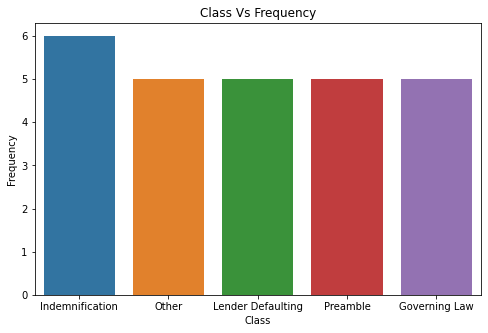 Class Vs Frequency
Frequency
6
5
4
3
2
1
0
Indemnification Other Lender Defaulting Preamble Governing Law
Class